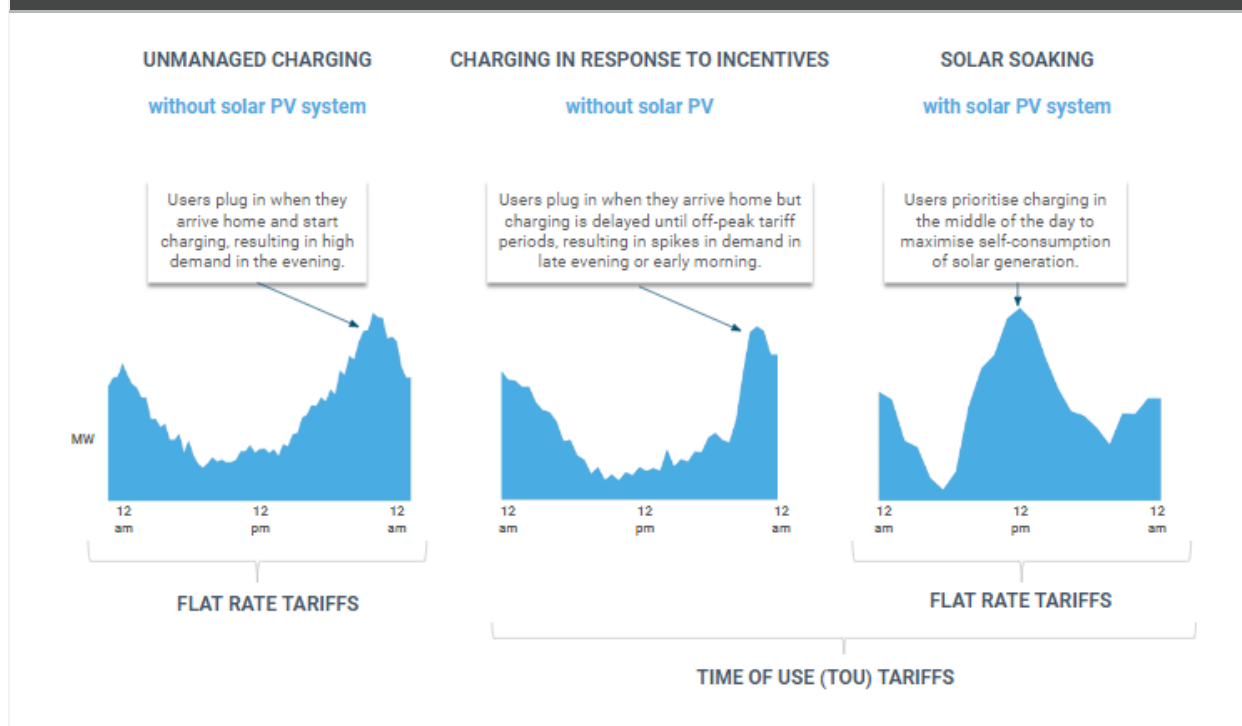 UNMANAGED CHARGING
without solar PV system
Users plug in when they
arrive home and start
charging, resulting in high
demand in the evening.
CHARGING IN RESPONSE TO INCENTIVES
without solar PV
Users plug in when they arrive home but
charging is delayed until off-peak tariff
periods, resulting in spikes in demand in
late evening or early morning.
SOLAR SOAKING
with solar PV system
Users prioritise charging in
the middle of the day to
maximise self-consumption
of solar generation.
MW
12
am
12
pm
12
am
12
am
12
pm
12
am
12
am
12
pm
12
am
FLAT RATE TARIFFS
FLAT RATE TARIFFS
TIME OF USE (TOU) TARIFFS